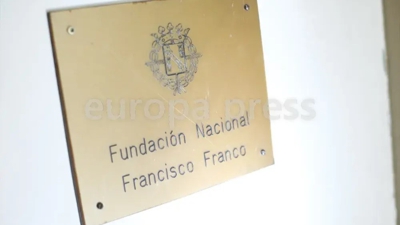 europa press
Fundación Nacional
Francisco Franco